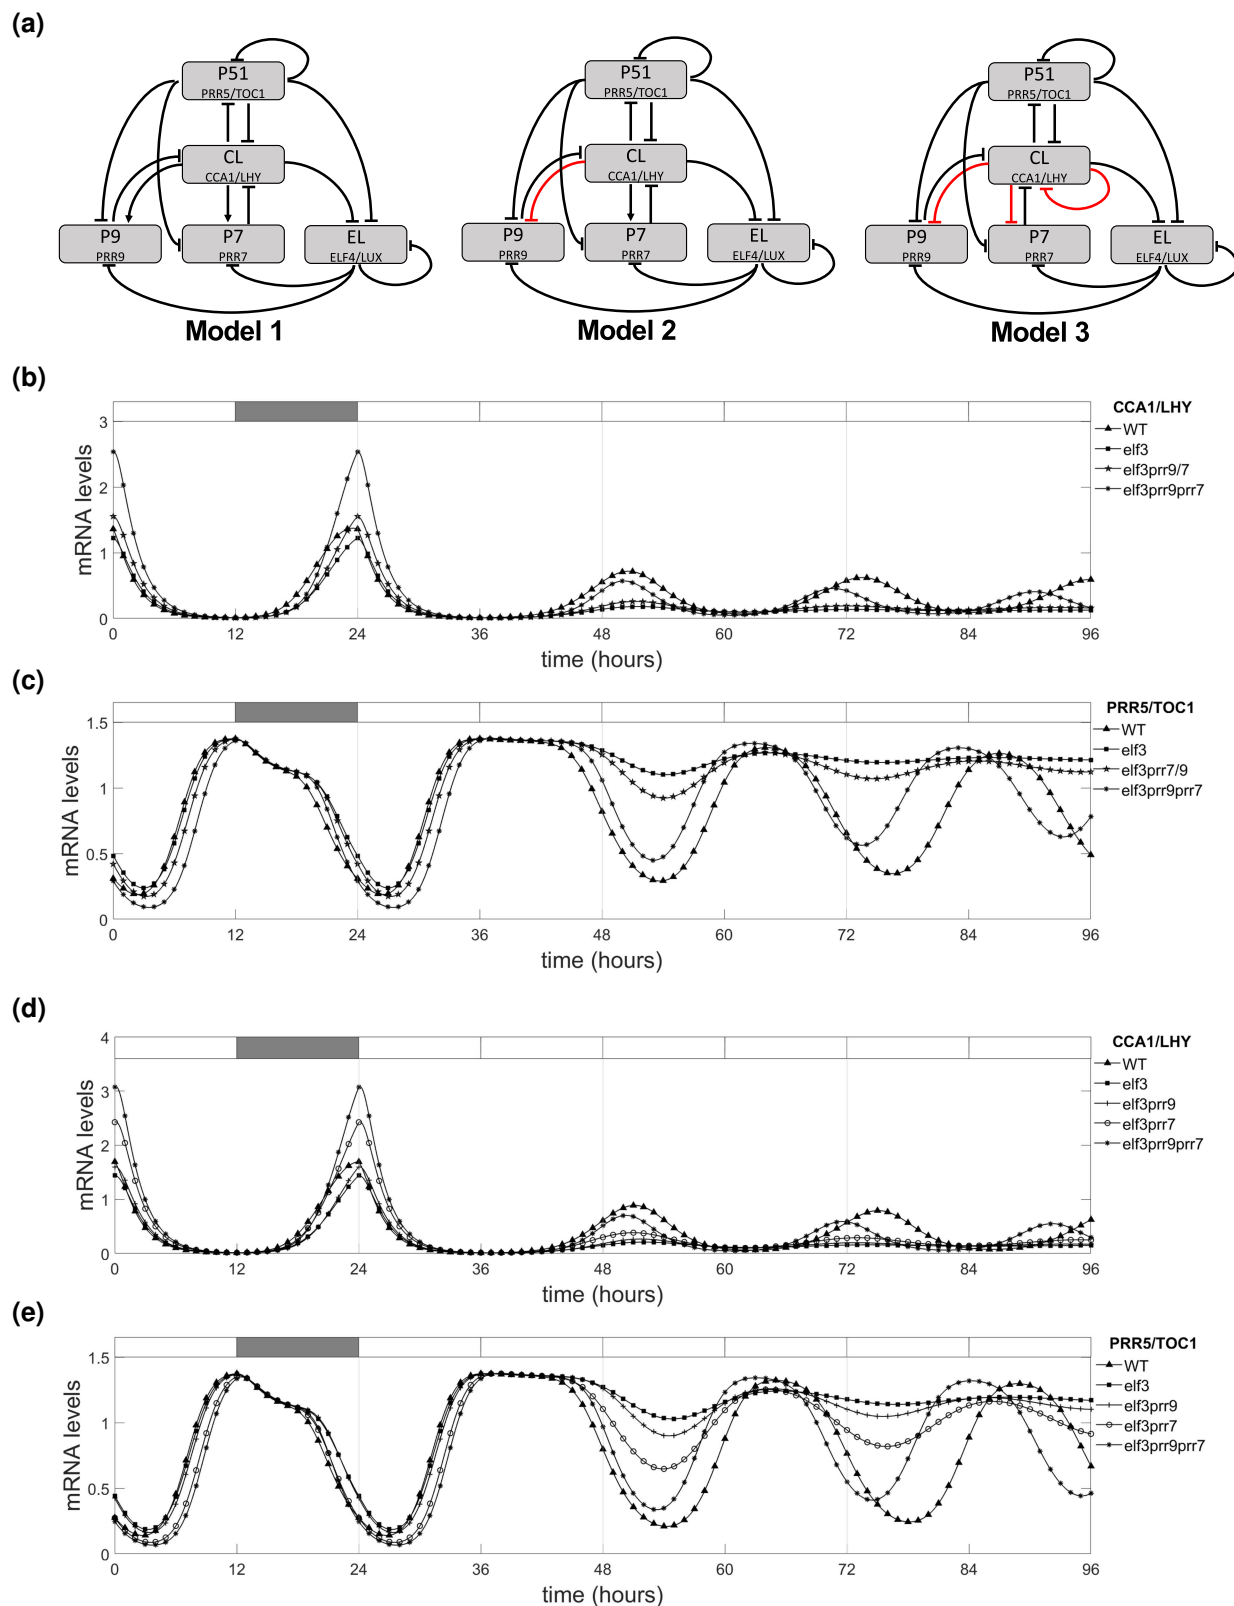 (a)
P51
PRR5/TOC1
CL
CCA1/LHY
P9
PRR9
P7
PRR7
EL
ELF4/LUX
Model 1
P51
PRR5/TOC1
CL
CCA1/LHY
P9
PRR9
P7
PRR7
EL
ELF4/LUX
Model 2
P51
PRR5/TOC1
CL
CCA1/LHY
P9
PRR9
P7
PRR7
EL
ELF4/LUX
Model 3
(b)
mRNA levels
3
2
1
0
0 12 24 36 48 60 72 84 96
time (hours)
CCA1/LHY
WT
elf3
elf3prr9/7
elf3prr9prr7
(c)
mRNA levels
1.5
1
0.5
0
0 12 24 36 48 60 72 84 96
time (hours)
PRR5/TOC1
WT
elf3
elf3prr7/9
elf3prr9prr7
(d)
mRNA levels
4
3
2
1
0
0 12 24 36 48 60 72 84 96
time (hours)
CCA1/LHY
WT
elf3
elf3prr9
elf3prr7
elf3prr9prr7
(e)
mRNA levels
1.5
1
0.5
0
0 12 24 36 48 60 72 84 96
time (hours)
PRR5/TOC1
WT
elf3
elf3prr9
elf3prr7
elf3prr9prr7